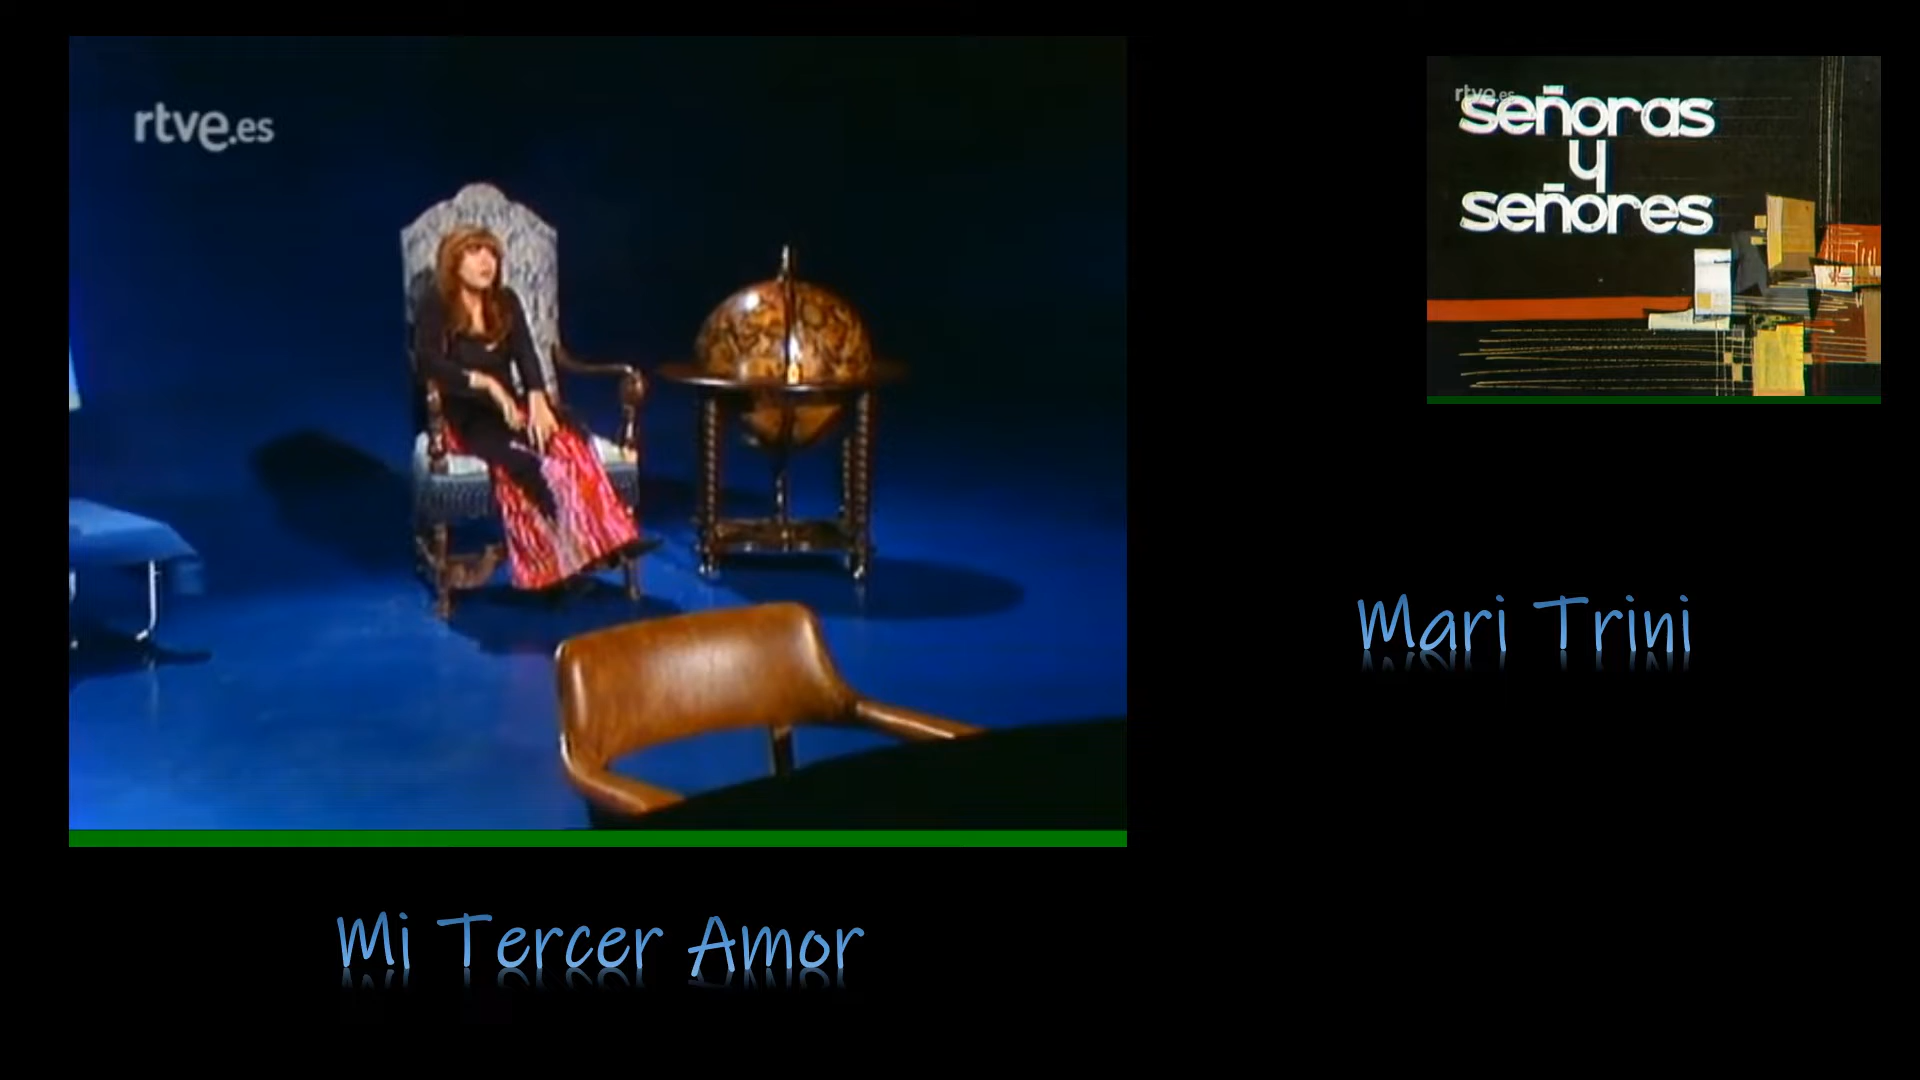 rtve.es
rtve.es
señoras
y
señores
Mari Trini
Mi Tercer Amor